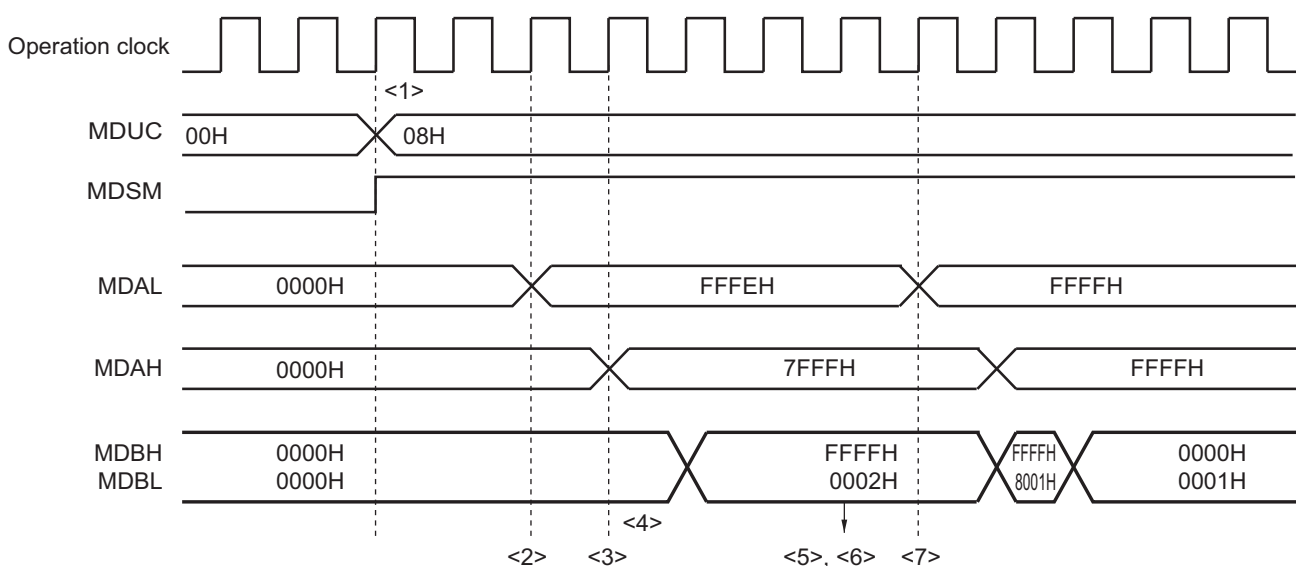 Operation clock
<1>
MDUC 00H 08H
MDSM
MDAL 0000H FFFEH FFFFH
MDAH 0000H 7FFFH FFFFH
MDBH 0000H FFFFH FFFFH 0000H
MDBL 0000H 0002H 8001H 0001H
<4>
<2> <3> <5>, <6> <7>